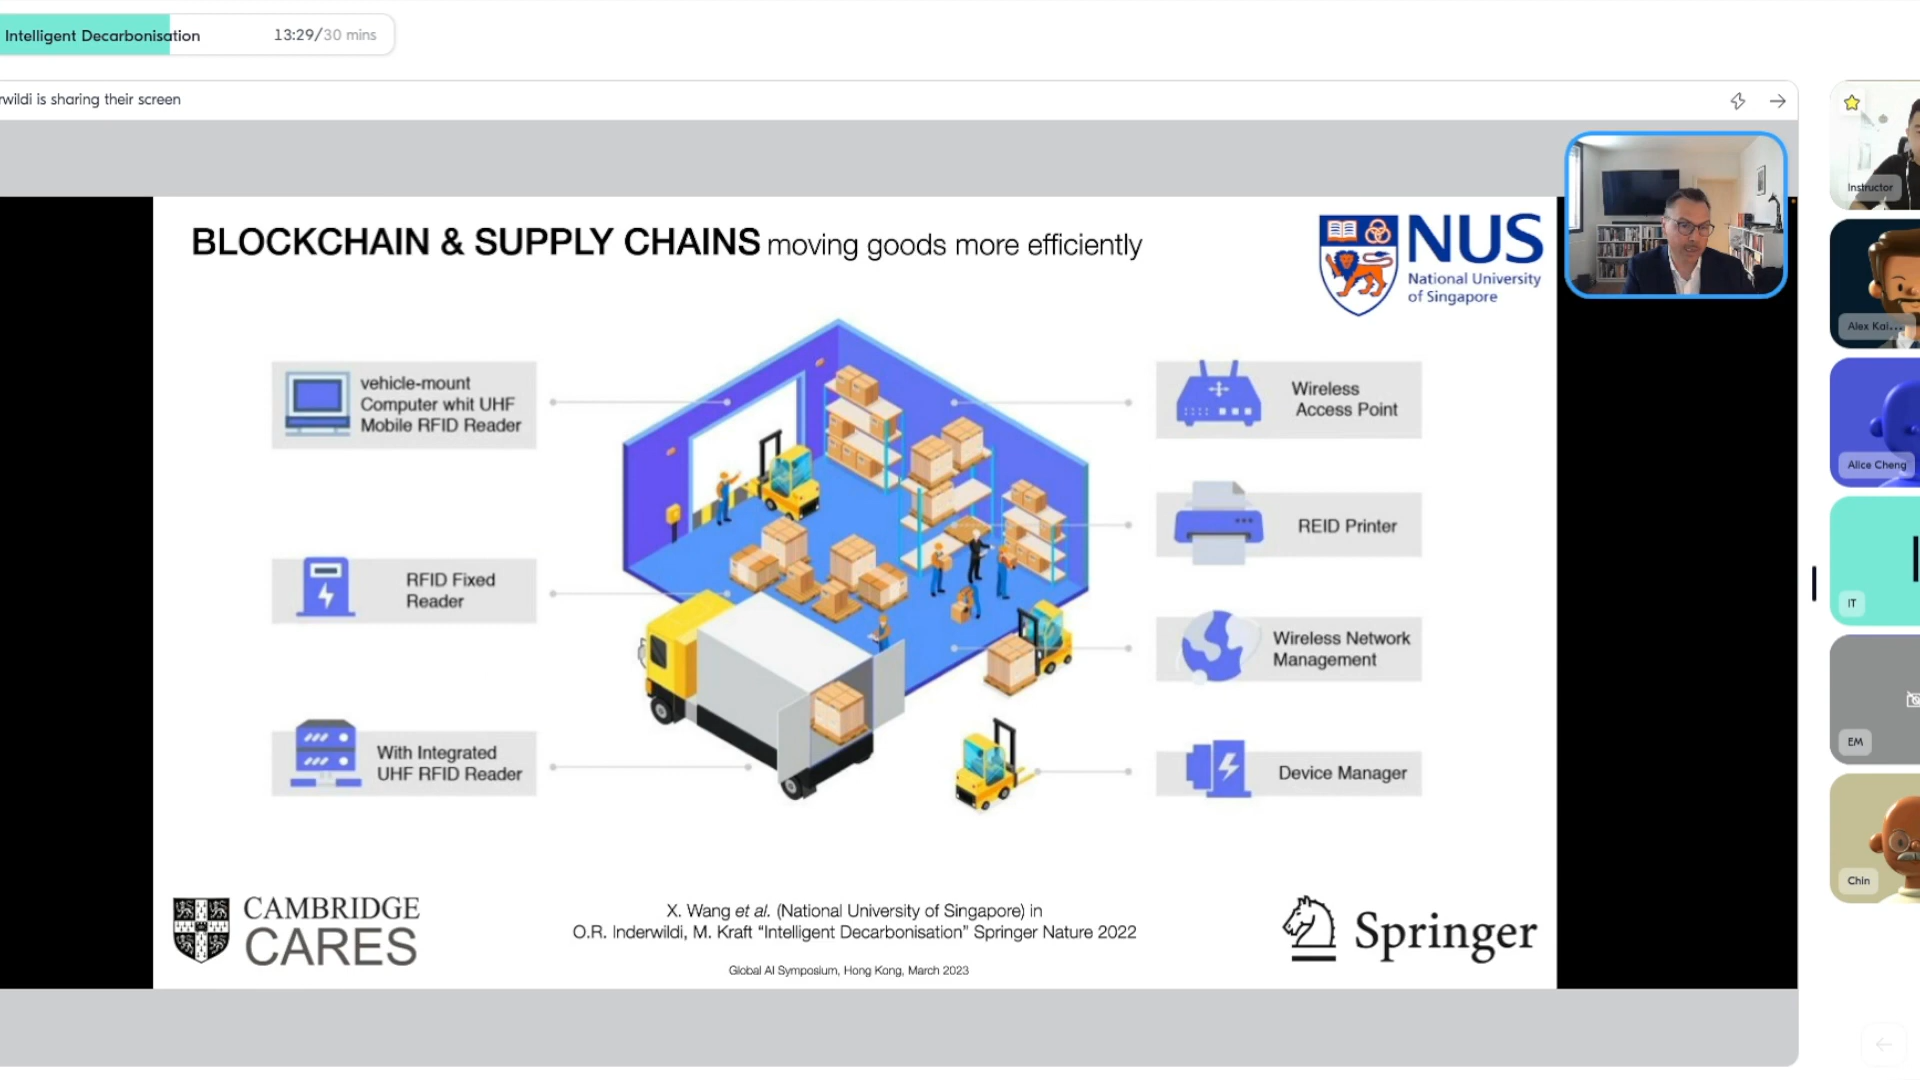 Intelligent Decarbonisation
13:29/30 mins
rwildi is sharing their screen
BLOCKCHAIN & SUPPLY CHAINS moving goods more efficiently
NUS
National University
of Singapore
vehicle-mount
Computer whit UHF
Mobile RFID Reader
RFID Fixed
Reader
With Integrated
UHF RFID Reader
Wireless
Access Point
REID Printer
Wireless Network
Management
Device Manager
CAMBRIDGE
CARES
X. Wang et al. (National University of Singapore) in
O.R. Inderwildi, M. Kraft “Intelligent Decarbonisation” Springer Nature 2022
Global AI Symposium, Hong Kong, March 2023
Springer
Instructor
Alex Kai...
Alice Cheng
IT
EM
Chin